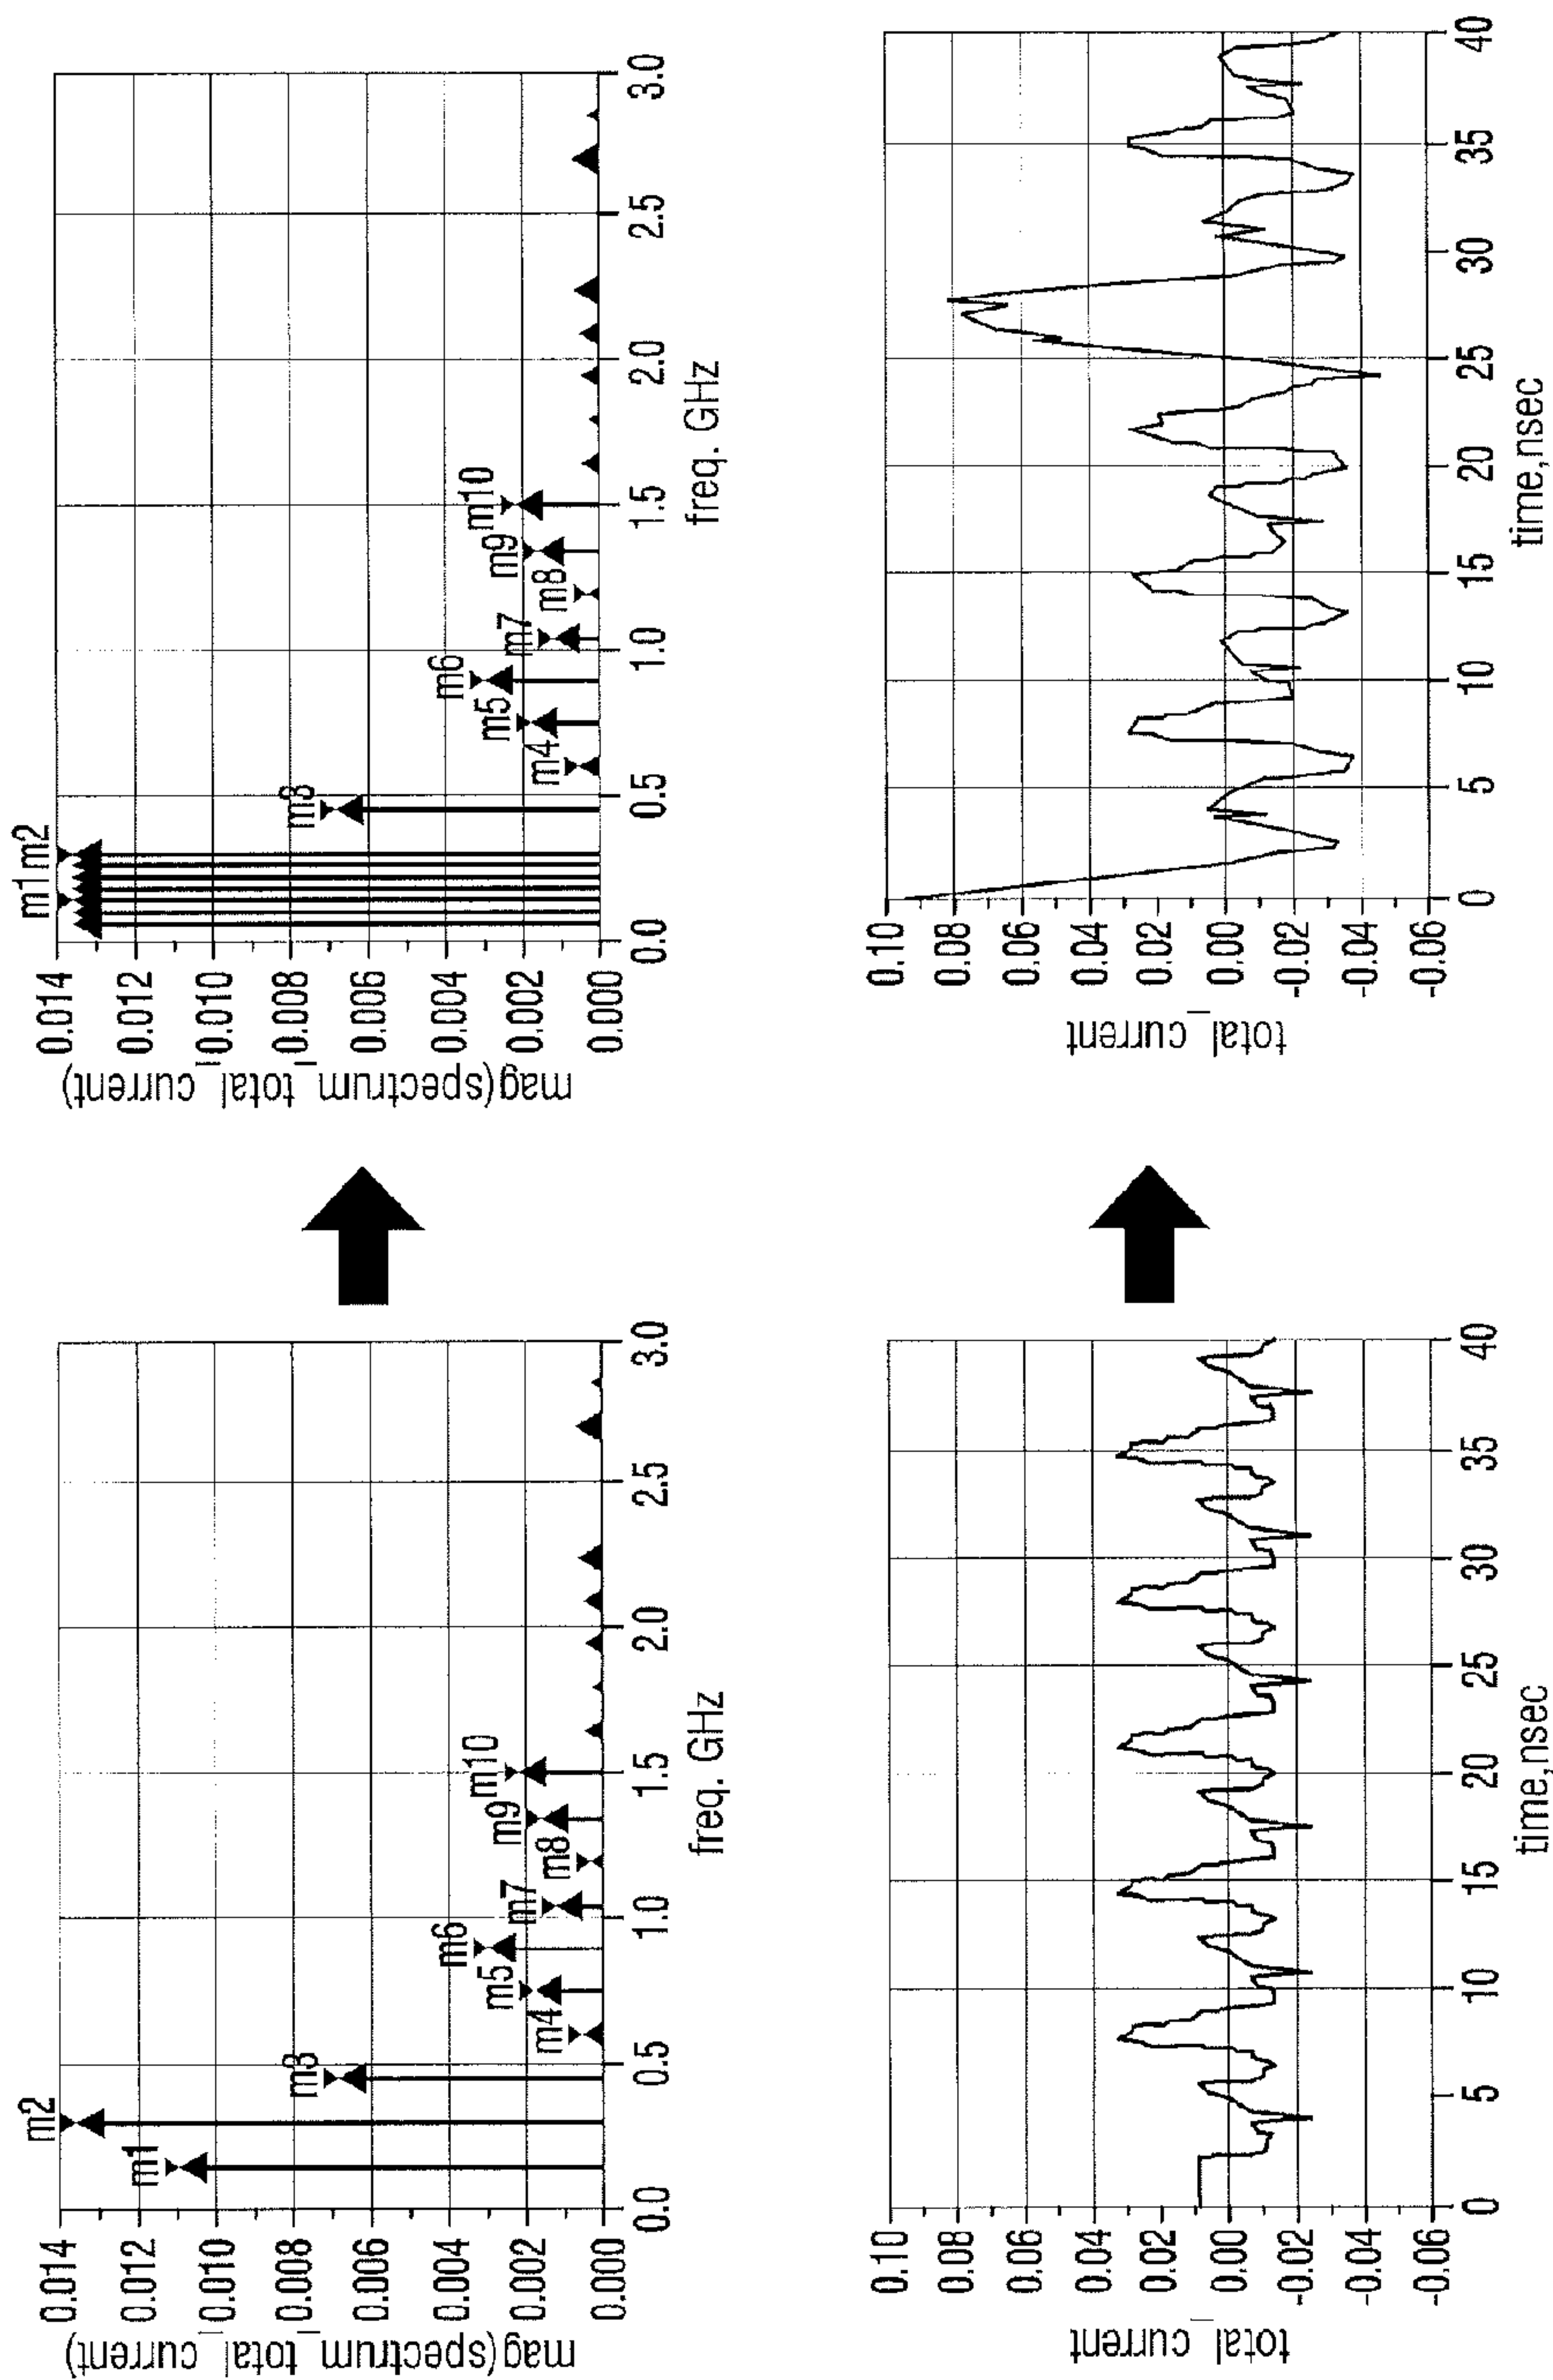 mag(spectrum_total_current)
0.014
0.012
0.010
0.008
0.006
0.004
0.002
0.000
m1
m2
m3
m4
m5
m6
m7
m8
m9
m10
0.0 0.5 1.0 1.5 2.0 2.5 3.0
freq. GHz
mag(spectrum_total_current)
0.014
0.012
0.010
0.008
0.006
0.004
0.002
0.000
m1 m2
m3
m4
m5
m6
m7
m8
m9
m10
0.0 0.5 1.0 1.5 2.0 2.5 3.0
freq. GHz
total_current
0.10
0.08
0.06
0.04
0.02
0.00
-0.02
-0.04
-0.06
0 5 10 15 20 25 30 35 40
time,nsec
total_current
0.10
0.08
0.06
0.04
0.02
0.00
-0.02
-0.04
-0.06
0 5 10 15 20 25 30 35 40
time,nsec